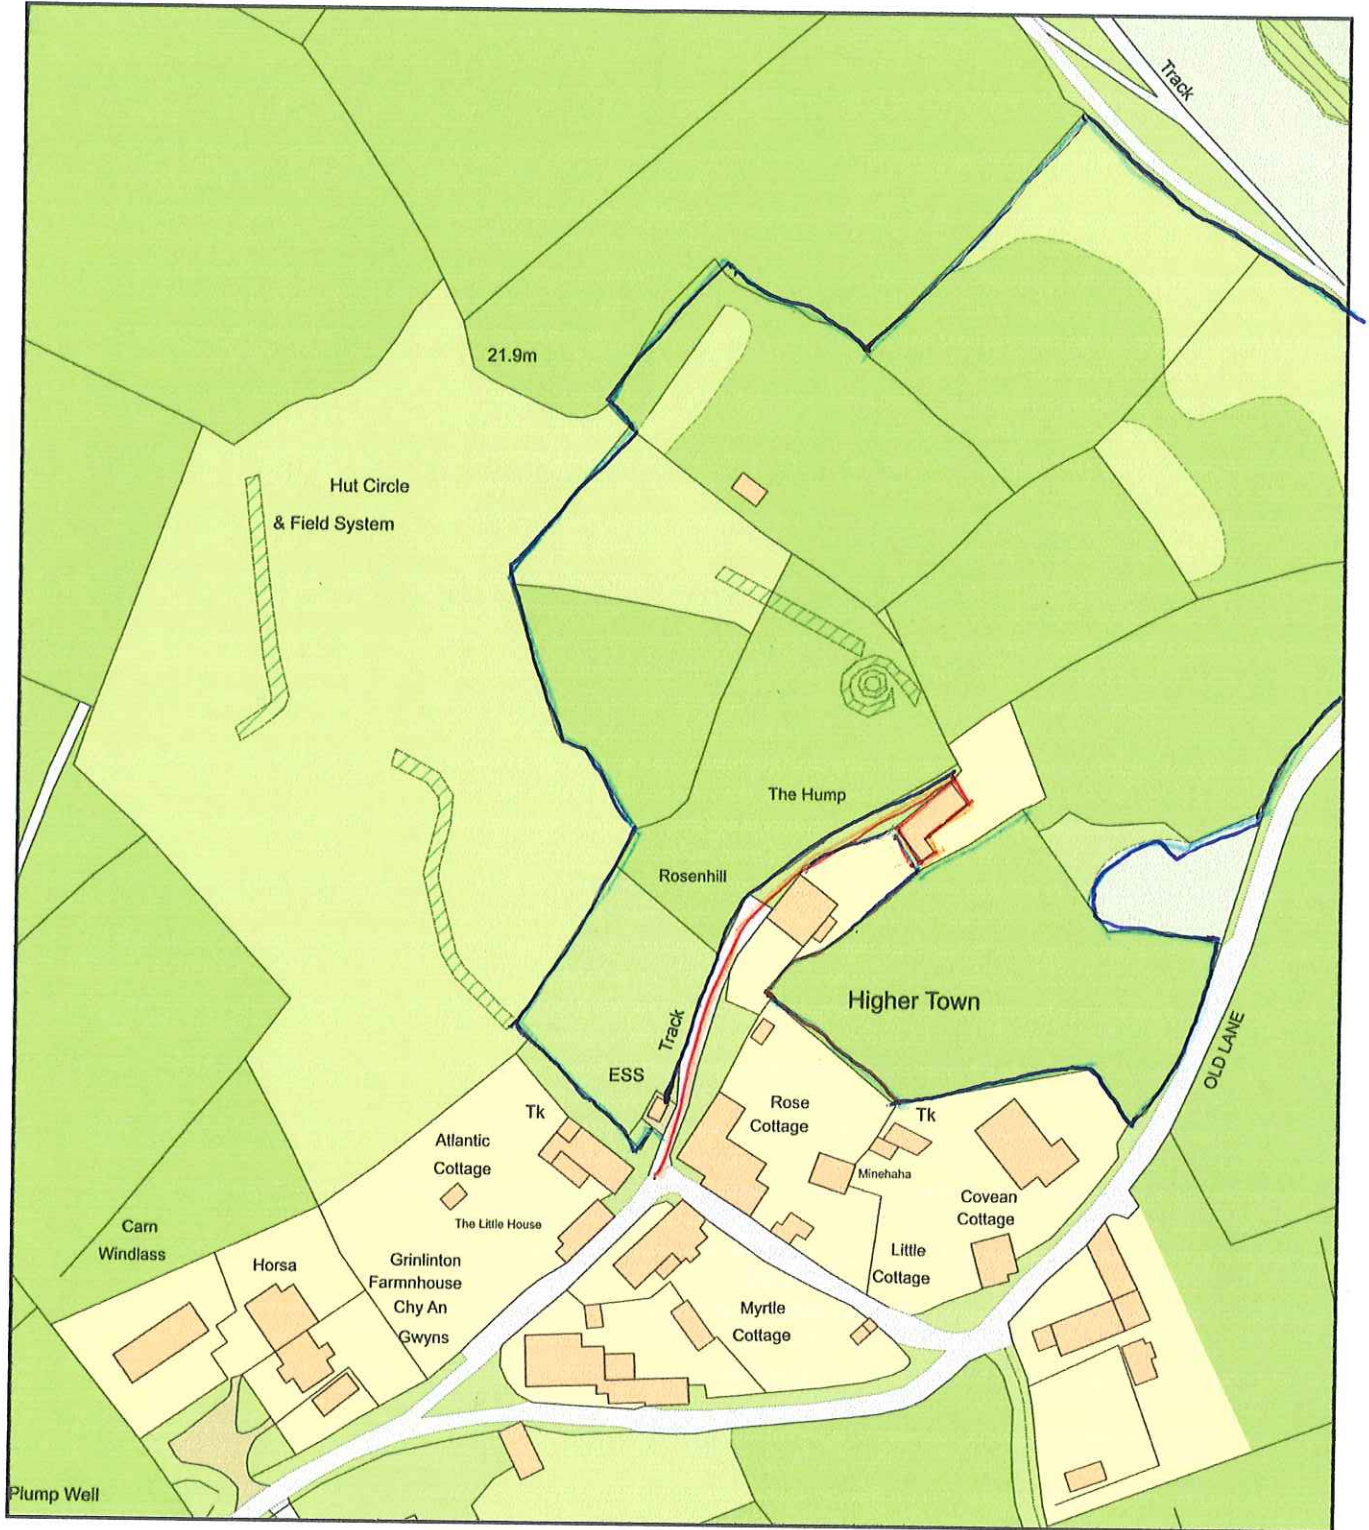 Track
21.9m
Hut Circle
& Field System
The Hump
Rosenhill
Higher Town
Track
OLD LANE
ESS
Tk
Rose
Cottage
Tk
Atlantic
Cottage
Minehaha
Covean
Cottage
The Little House
Carn
Windlass
Horsa
Grinlinton
Farmnhouse
Chy An
Gwyns
Little
Cottage
Myrtle
Cottage
Plump Well